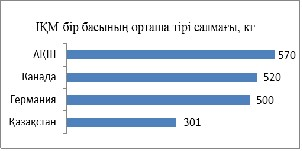 ІҚМ бір басының орташа тірі салмағы, кг
АҚШ 570
Канада 520
Германия 500
Қазақстан 301